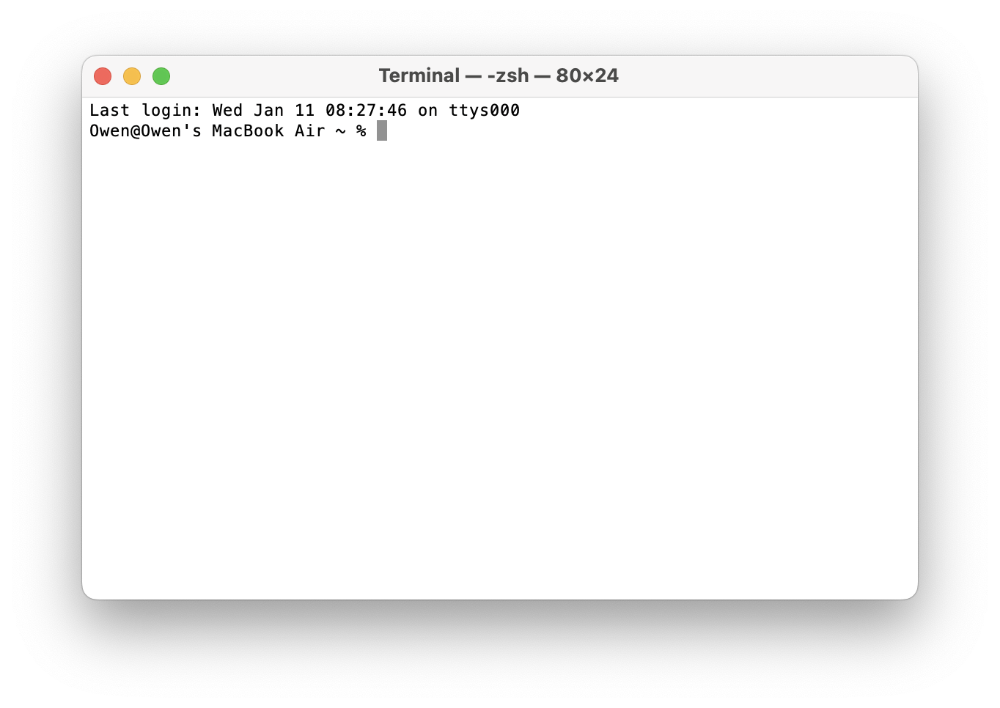 Terminal — -zsh — 80×24
Last login: Wed Jan 11 08:27:46 on ttys000
Owen@Owen's MacBook Air ~ %